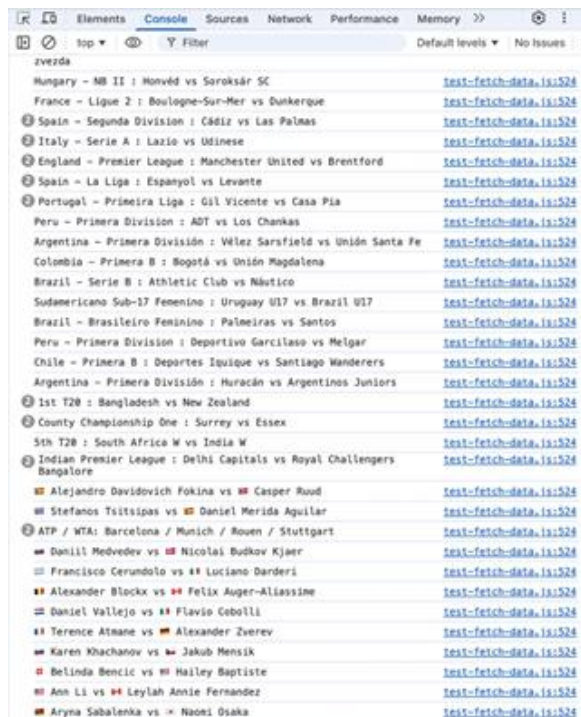 Elements Console Sources Network Performance Memory
top Filter Default levels No Issues
zvezda
Hungary – NB II : Honvéd vs Soroksár SC test-fetch-data.js:524
France – Ligue 2 : Boulogne-Sur-Mer vs Dunkerque test-fetch-data.js:524
2 Spain – Segunda Division : Cádiz vs Las Palmas test-fetch-data.js:524
2 Italy – Serie A : Lazio vs Udinese test-fetch-data.js:524
2 England – Premier League : Manchester United vs Brentford test-fetch-data.js:524
2 Spain – La Liga : Espanyol vs Levante test-fetch-data.js:524
2 Portugal – Primeira Liga : Gil Vicente vs Casa Pia test-fetch-data.js:524
Peru – Primera Division : ADT vs Los Chankas test-fetch-data.js:524
Argentina – Primera División : Vélez Sarsfield vs Unión Santa Fe test-fetch-data.js:524
Colombia – Primera B : Bogotá vs Unión Magdalena test-fetch-data.js:524
Brazil – Serie B : Athletic Club vs Náutico test-fetch-data.js:524
Sudamericano Sub-17 Femenino : Uruguay U17 vs Brazil U17 test-fetch-data.js:524
Brazil – Brasileiro Feminino : Palmeiras vs Santos test-fetch-data.js:524
Peru – Primera Division : Deportivo Garcilaso vs Melgar test-fetch-data.js:524
Chile – Primera B : Deportes Iquique vs Santiago Wanderers test-fetch-data.js:524
Argentina – Primera División : Huracán vs Argentinos Juniors test-fetch-data.js:524
2 1st T20 : Bangladesh vs New Zealand test-fetch-data.js:524
2 County Championship One : Surrey vs Essex test-fetch-data.js:524
5th T20 : South Africa W vs India W test-fetch-data.js:524
2 Indian Premier League : Delhi Capitals vs Royal Challengers test-fetch-data.js:524
Bangalore
Alejandro Davidovich Fokina vs Casper Ruud test-fetch-data.js:524
Stefanos Tsitsipas vs Daniel Merida Aguilar test-fetch-data.js:524
2 ATP / WTA: Barcelona / Munich / Rouen / Stuttgart test-fetch-data.js:524
Daniil Medvedev vs Nicolai Budkov Kjaer test-fetch-data.js:524
Francisco Cerundolo vs Luciano Darderi test-fetch-data.js:524
Alexander Blockx vs Felix Auger-Aliassime test-fetch-data.js:524
Daniel Vallejo vs Flavio Cobolli test-fetch-data.js:524
Terence Atmane vs Alexander Zverev test-fetch-data.js:524
Karen Khachanov vs Jakub Mensik test-fetch-data.js:524
Belinda Bencic vs Hailey Baptiste test-fetch-data.js:524
Ann Li vs Leylah Annie Fernandez test-fetch-data.js:524
Aryna Sabalenka vs Naomi Osaka test-fetch-data.js:524